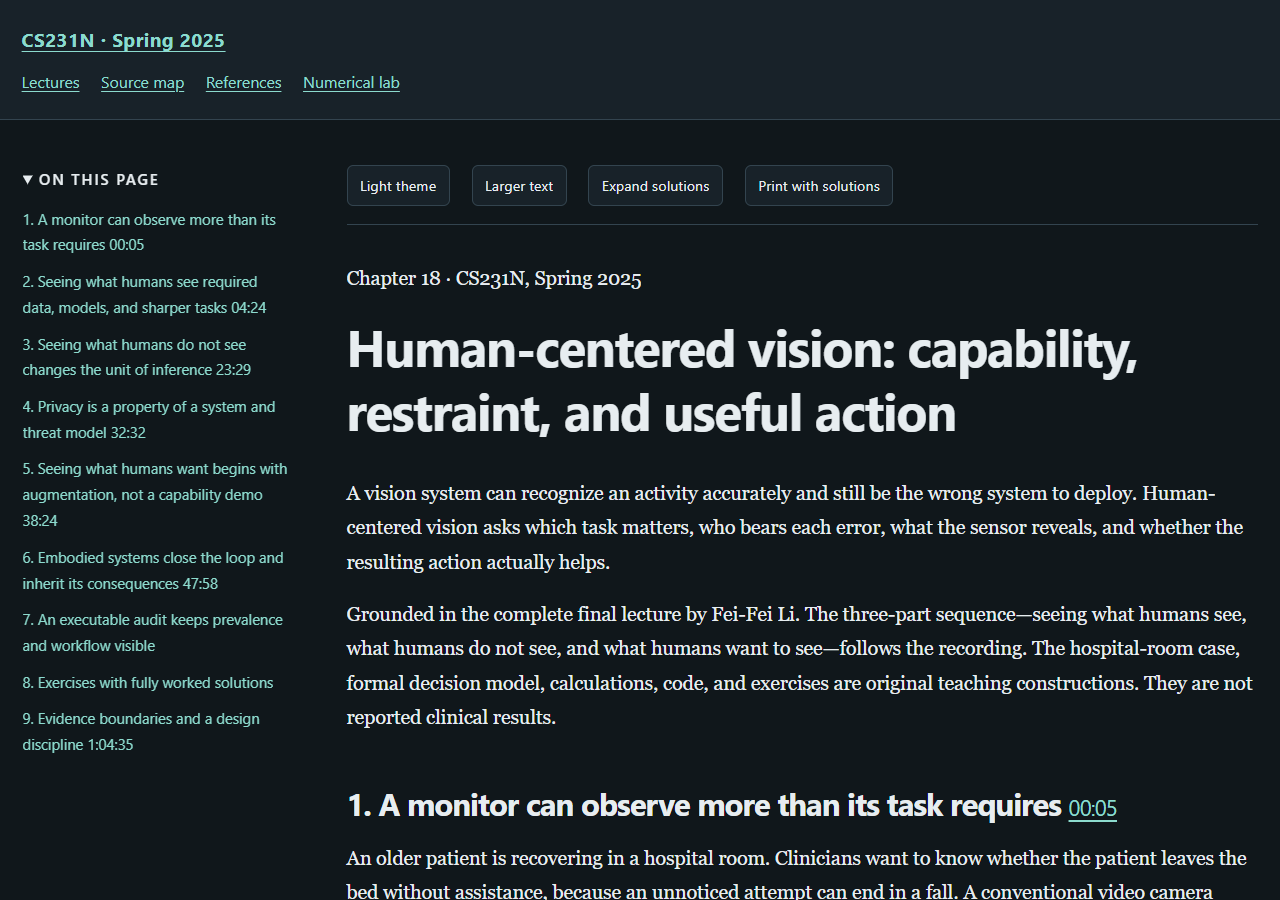 CS231N · Spring 2025
Lectures Source map References Numerical lab
▼ ON THIS PAGE
1. A monitor can observe more than its
task requires 00:05
2. Seeing what humans see required
data, models, and sharper tasks 04:24
3. Seeing what humans do not see
changes the unit of inference 23:29
4. Privacy is a property of a system and
threat model 32:32
5. Seeing what humans want begins with
augmentation, not a capability demo
38:24
6. Embodied systems close the loop and
inherit its consequences 47:58
7. An executable audit keeps prevalence
and workflow visible
8. Exercises with fully worked solutions
9. Evidence boundaries and a design
discipline 1:04:35
Light theme Larger text Expand solutions Print with solutions
Chapter 18 · CS231N, Spring 2025
Human-centered vision: capability,
restraint, and useful action
A vision system can recognize an activity accurately and still be the wrong system to deploy. Human-
centered vision asks which task matters, who bears each error, what the sensor reveals, and whether the
resulting action actually helps.
Grounded in the complete final lecture by Fei-Fei Li. The three-part sequence—seeing what humans see,
what humans do not see, and what humans want to see—follows the recording. The hospital-room case,
formal decision model, calculations, code, and exercises are original teaching constructions. They are not
reported clinical results.
1. A monitor can observe more than its task requires 00:05
An older patient is recovering in a hospital room. Clinicians want to know whether the patient leaves the
bed without assistance, because an unnoticed attempt can end in a fall. A conventional video camera